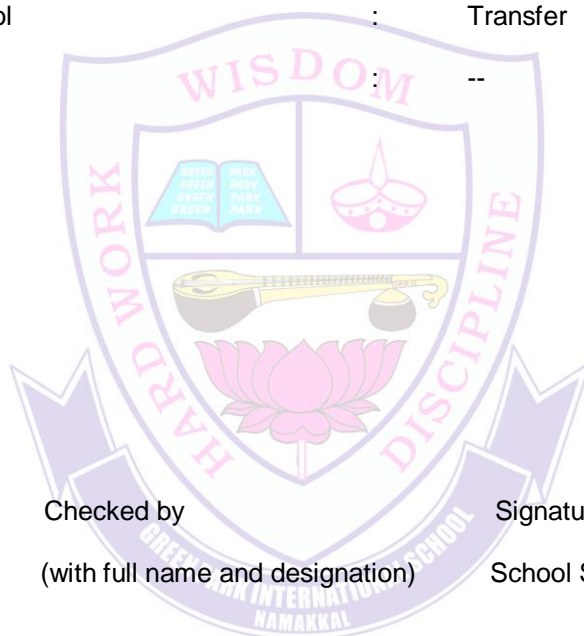 ol : Transfer
: --
WISDOM
HARD WORK
DISCIPLINE
GREEN PARK
GREEN PARK
GREEN PARK
GREEN PARK
Checked by Signatu
(with full name and designation) School S
GREEN PARK INTERNATIONAL SCHOOL
NAMAKKAL